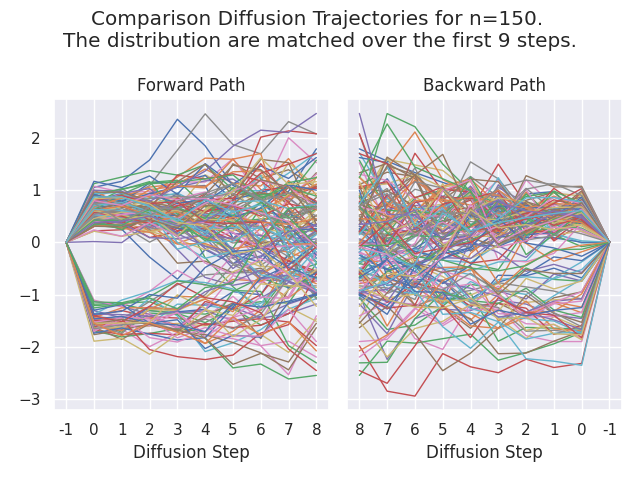 Comparison Diffusion Trajectories for n=150.
The distribution are matched over the first 9 steps.
Forward Path
Backward Path
2
1
0
−1
−2
−3
-1 0 1 2 3 4 5 6 7 8
8 7 6 5 4 3 2 1 0 -1
Diffusion Step
Diffusion Step